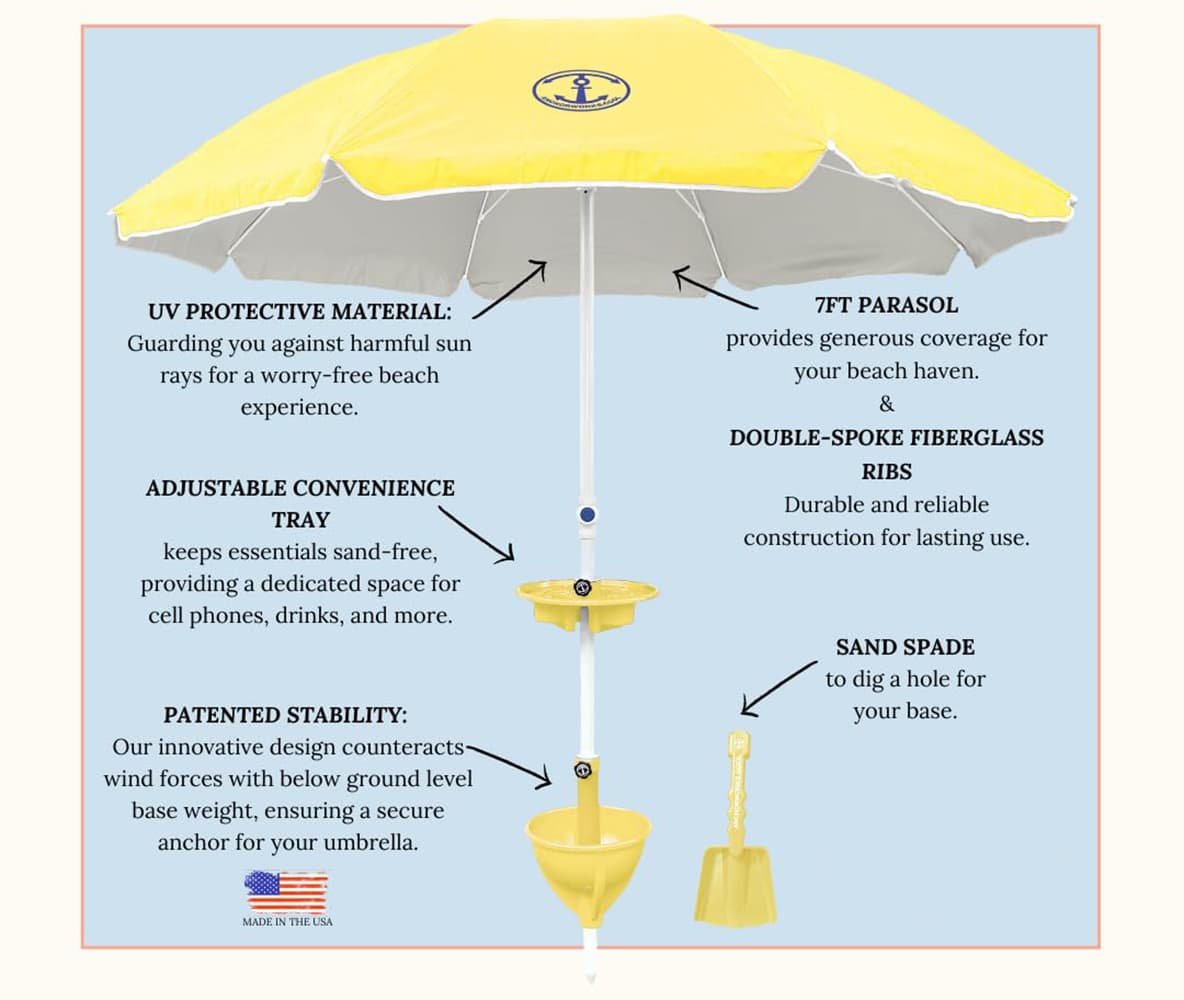 UV PROTECTIVE MATERIAL:
Guarding you against harmful sun
rays for a worry-free beach
experience.
7FT PARASOL
provides generous coverage for
your beach haven.
&
DOUBLE-SPOKE FIBERGLASS
RIBS
Durable and reliable
construction for lasting use.
ADJUSTABLE CONVENIENCE
TRAY
keeps essentials sand-free,
providing a dedicated space for
cell phones, drinks, and more.
SAND SPADE
to dig a hole for
your base.
PATENTED STABILITY:
Our innovative design counteracts
wind forces with below ground level
base weight, ensuring a secure
anchor for your umbrella.
MADE IN THE USA